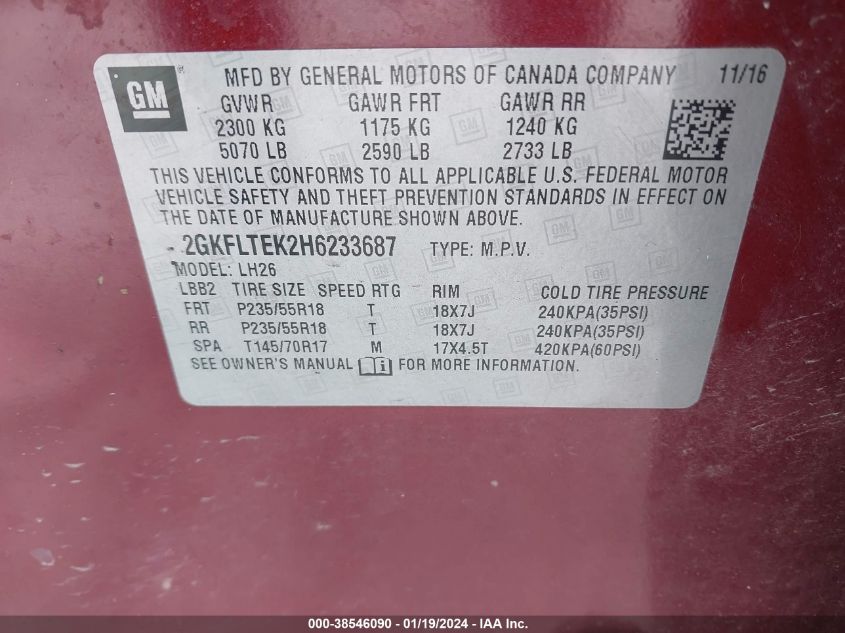 GM ® MFD BY GENERAL MOTORS OF CANADA COMPANY 11/16
GVWR GAWR FRT GAWR RR
2300 KG 1175 KG 1240 KG
5070 LB 2590 LB 2733 LB
THIS VEHICLE CONFORMS TO ALL APPLICABLE U.S. FEDERAL MOTOR
VEHICLE SAFETY AND THEFT PREVENTION STANDARDS IN EFFECT ON
THE DATE OF MANUFACTURE SHOWN ABOVE.
2GKFLTEK2H6233687 TYPE: M.P.V.
MODEL: LH26
LBB2 TIRE SIZE SPEED RTG RIM COLD TIRE PRESSURE
FRT P235/55R18 T 18X7J 240KPA(35PSI)
RR P235/55R18 T 18X7J 240KPA(35PSI)
SPA T145/70R17 M 17X4.5T 420KPA(60PSI)
SEE OWNER'S MANUAL i FOR MORE INFORMATION.
000-38546090 - 01/19/2024 - IAA Inc.